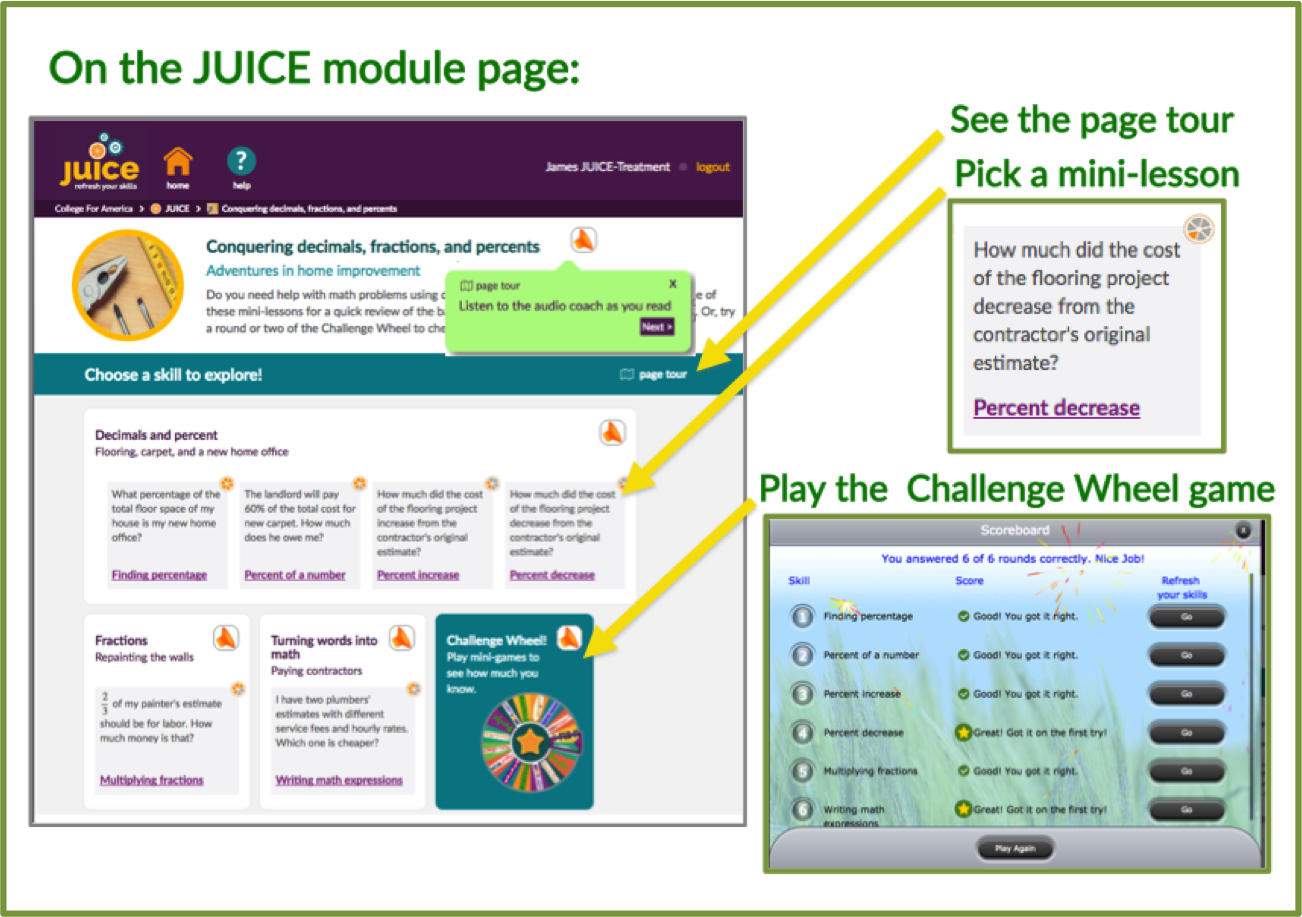 On the JUICE module page:
See the page tour
Pick a mini-lesson
juice
refresh your skills
home
?
help
James JUICE-Treatment
logout
College For America > JUICE > Conquering decimals, fractions, and percents
Conquering decimals, fractions, and percents
Adventures in home improvement
Do you need help with math problems using d
e of
these mini-lessons for a quick review of the b
. Or, try
a round or two of the Challenge Wheel to che
page tour
X
Listen to the audio coach as you read
Next >
Choose a skill to explore!
page tour
Decimals and percent
Flooring, carpet, and a new home office
What percentage of the
total floor space of my
house is my new home
office?
Finding percentage
The landlord will pay
60% of the total cost for
new carpet. How much
does he owe me?
Percent of a number
How much did the cost
of the flooring project
increase from the
contractor's original
estimate?
Percent increase
How much did the cost
of the flooring project
decrease from the
contractor's original
estimate?
Percent decrease
Fractions
Repainting the walls
2/3 of my painter's estimate
should be for labor. How
much money is that?
Multiplying fractions
Turning words into
math
Paying contractors
I have two plumbers'
estimates with different
service fees and hourly rates.
Which one is cheaper?
Writing math expressions
Challenge Wheel!
Play mini-games to
see how much you
know.
How much did the cost
of the flooring project
decrease from the
contractor's original
estimate?
Percent decrease
Play the Challenge Wheel game
Scoreboard
x
You answered 6 of 6 rounds correctly. Nice Job!
Skill Score Refresh
your skills
1 Finding percentage Good! You got it right. Go
2 Percent of a number Good! You got it right. Go
3 Percent increase Good! You got it right. Go
4 Percent decrease Great! Got it on the first try! Go
5 Multiplying fractions Good! You got it right. Go
6 Writing math Great! Got it on the first try! Go
expressions
Play Again